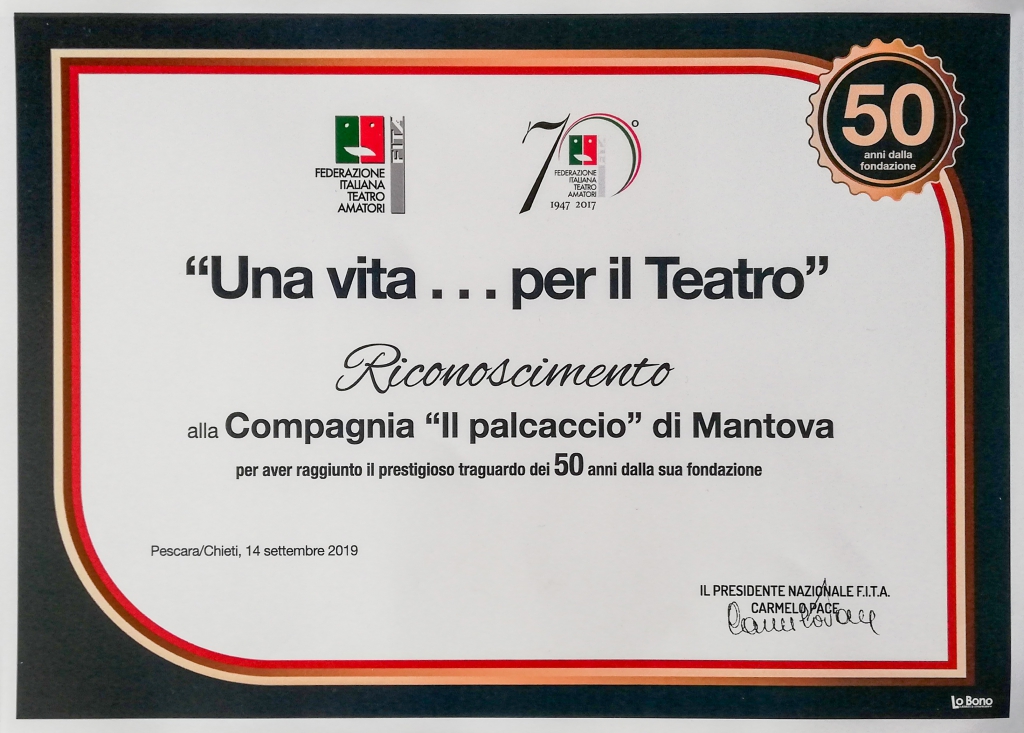 50
anni dalla
fondazione
FITA
FEDERAZIONE
ITALIANA
TEATRO
AMATORI
70°
FEDERAZIONE
ITALIANA
TEATRO
AMATORI
1947 2017
“Una vita . . . per il Teatro”
Riconoscimento
alla Compagnia “Il palcaccio” di Mantova
per aver raggiunto il prestigioso traguardo dei 50 anni dalla sua fondazione
Pescara/Chieti, 14 settembre 2019
IL PRESIDENTE NAZIONALE F.I.T.A.
CARMELO PACE
Lo Bono